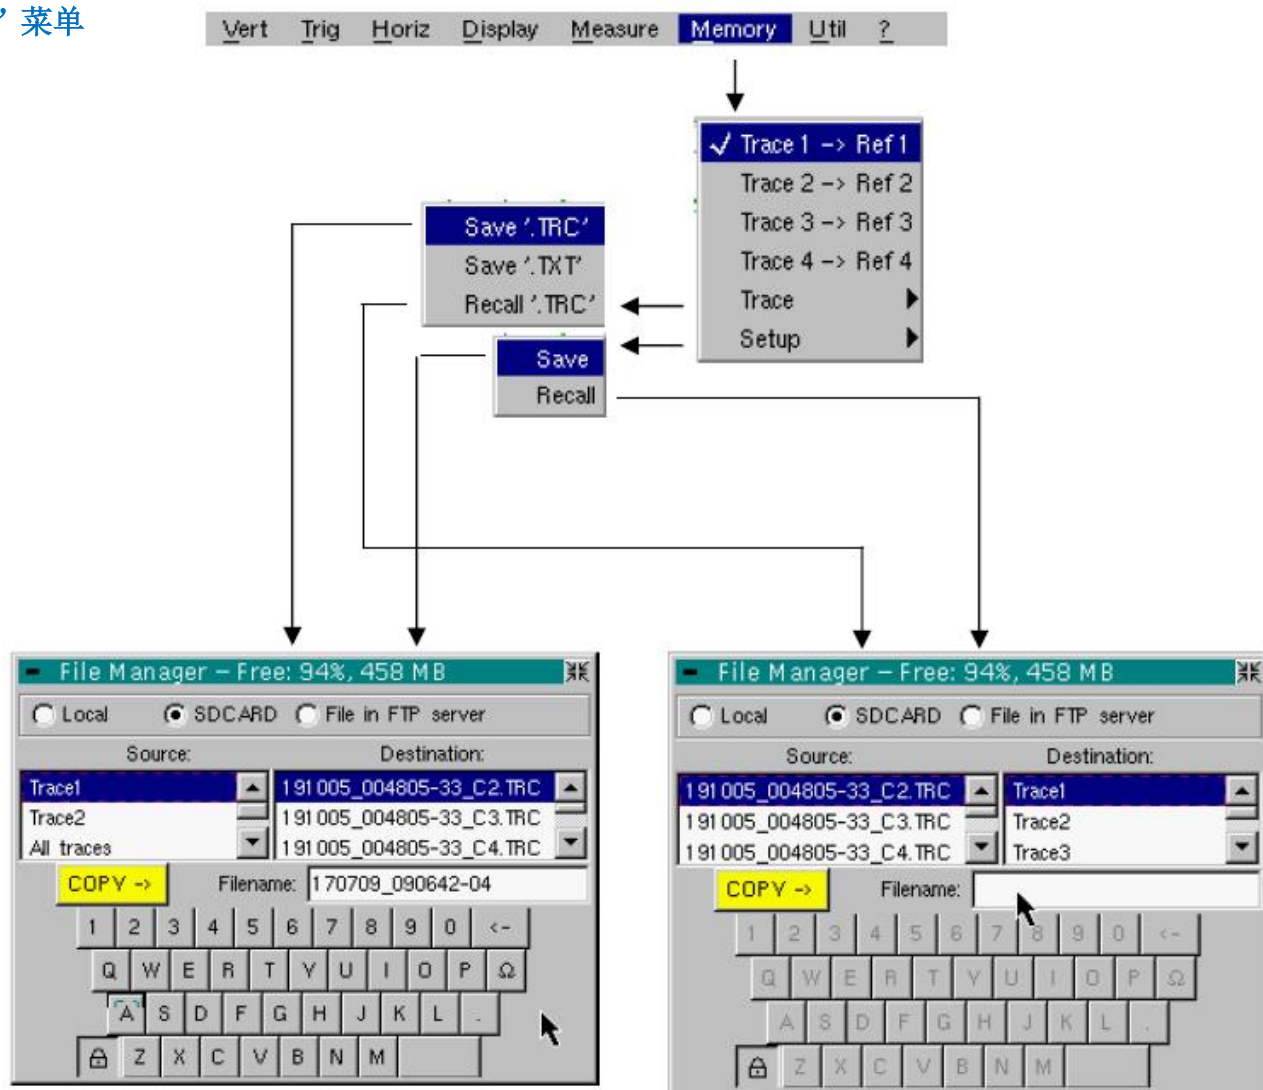 ’ 菜单
Vert Trig Horiz Display Measure Memory Util ?
✓ Trace 1 -> Ref 1
Trace 2 -> Ref 2
Trace 3 -> Ref 3
Trace 4 -> Ref 4
Trace
Setup
Save '.TRC'
Save '.TXT'
Recall '.TRC'
Save
Recall
File Manager - Free: 94%, 458 MB
Local SDCARD File in FTP server
Source: Destination:
Trace1 191005_004805-33_C2.TRC
Trace2 191005_004805-33_C3.TRC
All traces 191005_004805-33_C4.TRC
COPY -> Filename: 170709_090642-04
1 2 3 4 5 6 7 8 9 0 <-
Q W E R T Y U I O P Ω
A S D F G H J K L .
Z X C V B N M
File Manager - Free: 94%, 458 MB
Local SDCARD File in FTP server
Source: Destination:
191005_004805-33_C2.TRC Trace1
191005_004805-33_C3.TRC Trace2
191005_004805-33_C4.TRC Trace3
COPY -> Filename:
1 2 3 4 5 6 7 8 9 0 <-
Q W E R T Y U I O P Ω
A S D F G H J K L .
Z X C V B N M